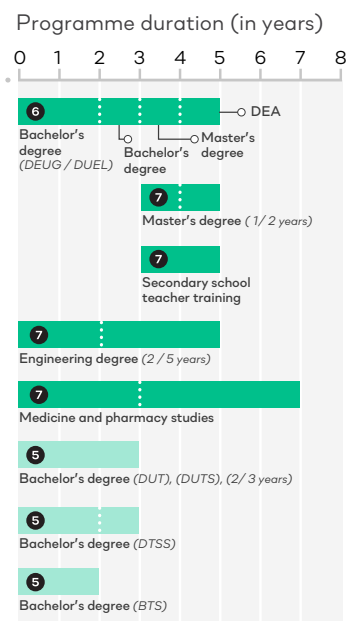 Programme duration (in years)
0 1 2 3 4 5 6 7 8
6
DEA
Bachelor's
degree
(DEUG / DUEL)
Bachelor's
degree
Master's
degree
7
Master's degree (1/ 2 years)
7
Secondary school
teacher training
7
Engineering degree (2 / 5 years)
7
Medicine and pharmacy studies
5
Bachelor's degree (DUT), (DUTS), (2/ 3 years)
5
Bachelor's degree (DTSS)
5
Bachelor's degree (BTS)